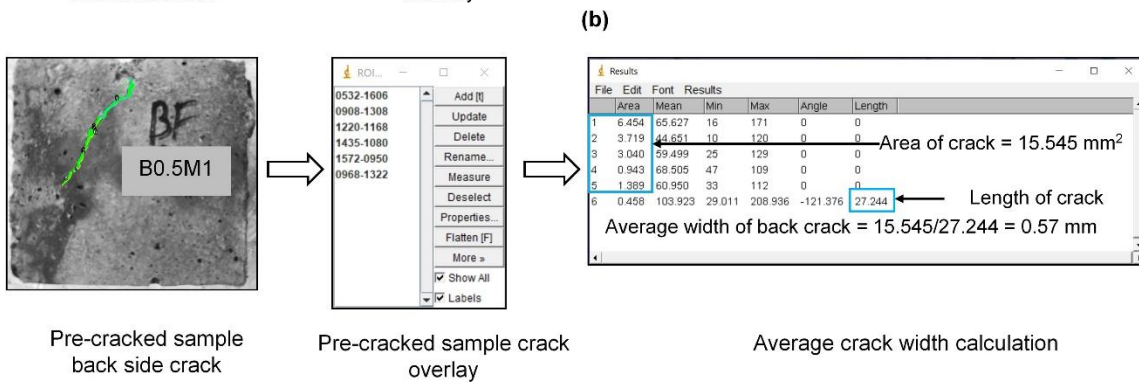 (b)
BF
B0.5M1
Pre-cracked sample
back side crack
ROI...
0532-1606
0908-1308
1220-1168
1435-1080
1572-0950
0968-1322
Add [t]
Update
Delete
Rename...
Measure
Deselect
Properties...
Flatten [F]
More »
Show All
Labels
Pre-cracked sample crack
overlay
Results
File Edit Font Results
Area Mean Min Max Angle Length
1 6.454 65.627 16 171 0 0
2 3.719 44.651 10 120 0 0
3 3.040 59.499 25 129 0 0
4 0.943 68.505 47 109 0 0
5 1.389 60.950 33 112 0 0
6 0.458 103.923 29.011 208.936 -121.376 27.244
Area of crack = 15.545 mm²
Length of crack
Average width of back crack = 15.545/27.244 = 0.57 mm
Average crack width calculation